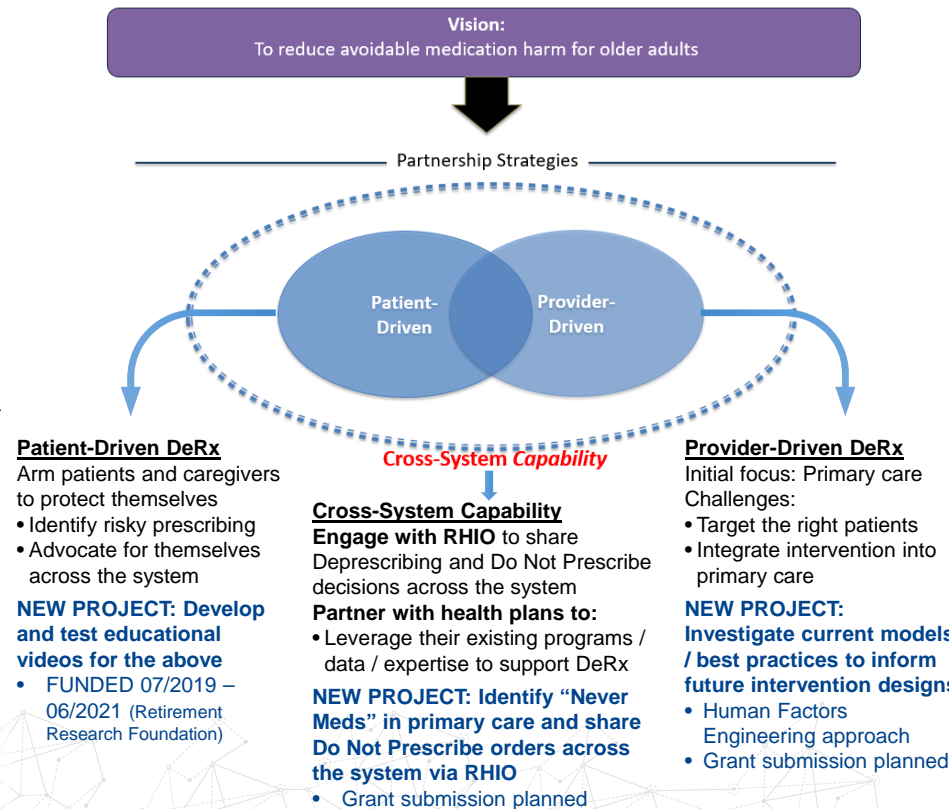 Vision:
To reduce avoidable medication harm for older adults
Partnership Strategies
Patient-
Driven
Provider-
Driven
Cross-System Capability
Patient-Driven DeRx
Arm patients and caregivers
to protect themselves
• Identify risky prescribing
• Advocate for themselves
across the system
NEW PROJECT: Develop
and test educational
videos for the above
• FUNDED 07/2019 –
06/2021 (Retirement
Research Foundation)
Cross-System Capability
Engage with RHIO to share
Deprescribing and Do Not Prescribe
decisions across the system
Partner with health plans to:
• Leverage their existing programs /
data / expertise to support DeRx
NEW PROJECT: Identify “Never
Meds” in primary care and share
Do Not Prescribe orders across
the system via RHIO
• Grant submission planned
Provider-Driven DeRx
Initial focus: Primary care
Challenges:
• Target the right patients
• Integrate intervention into
primary care
NEW PROJECT:
Investigate current models
/ best practices to inform
future intervention designs
• Human Factors
Engineering approach
• Grant submission planned